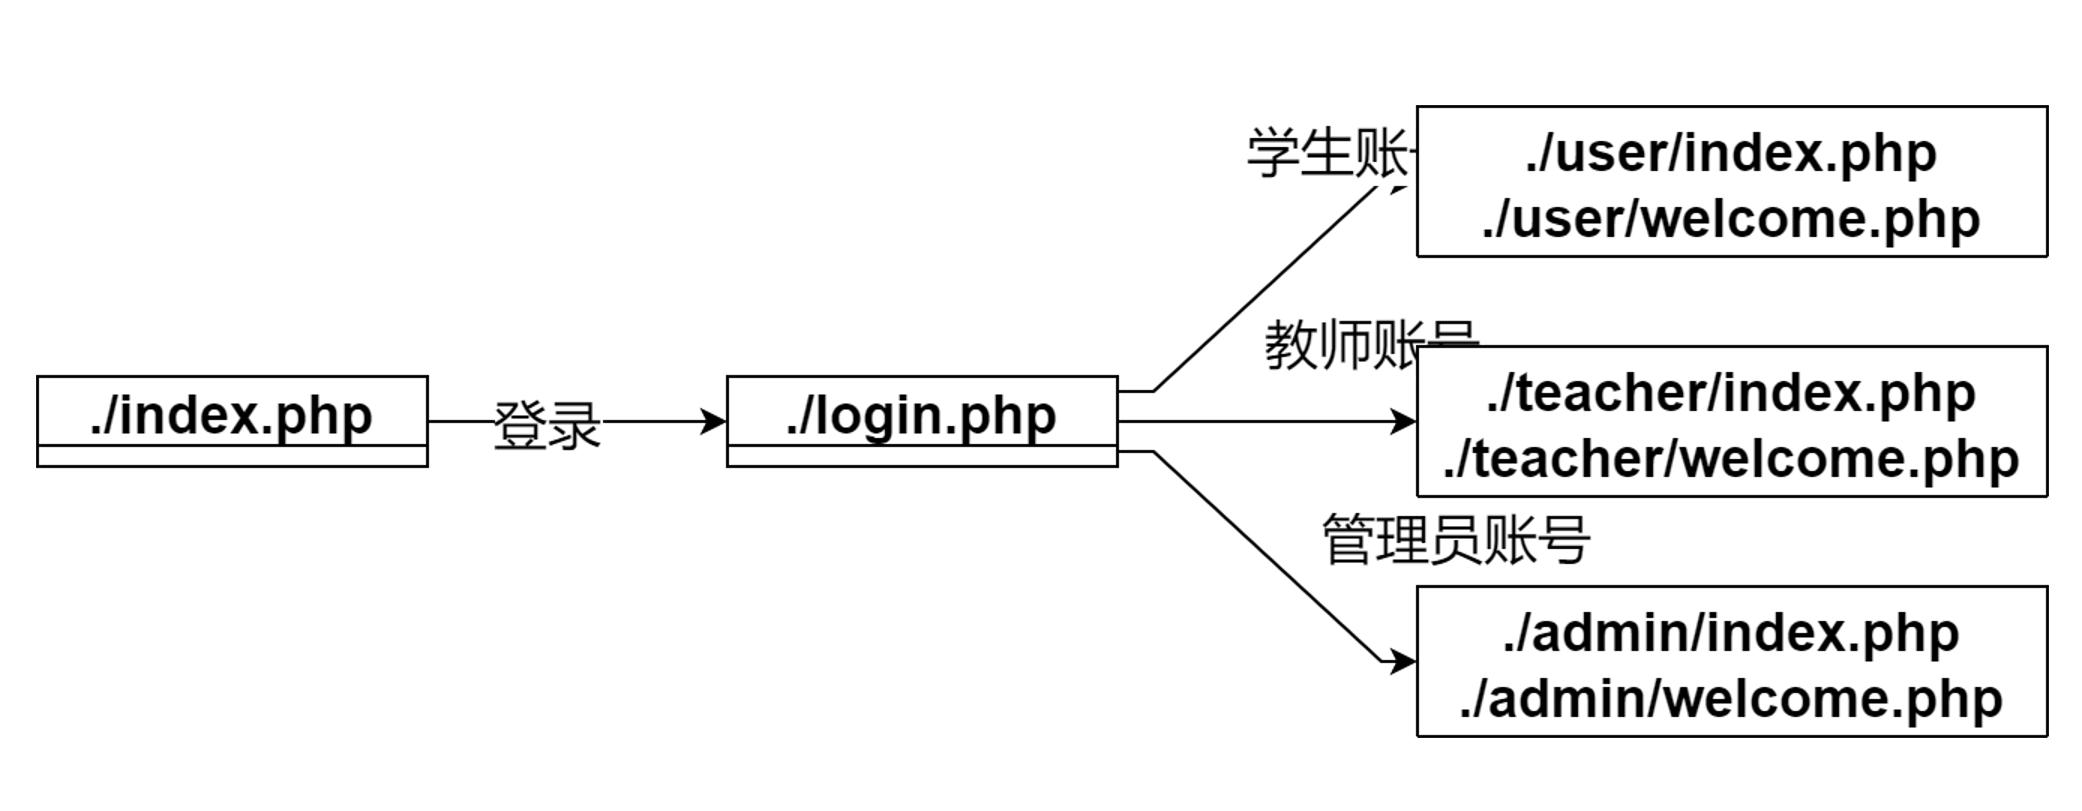 ./index.php
登录
./login.php
学生账
./user/index.php
./user/welcome.php
教师账号
./teacher/index.php
./teacher/welcome.php
管理员账号
./admin/index.php
./admin/welcome.php